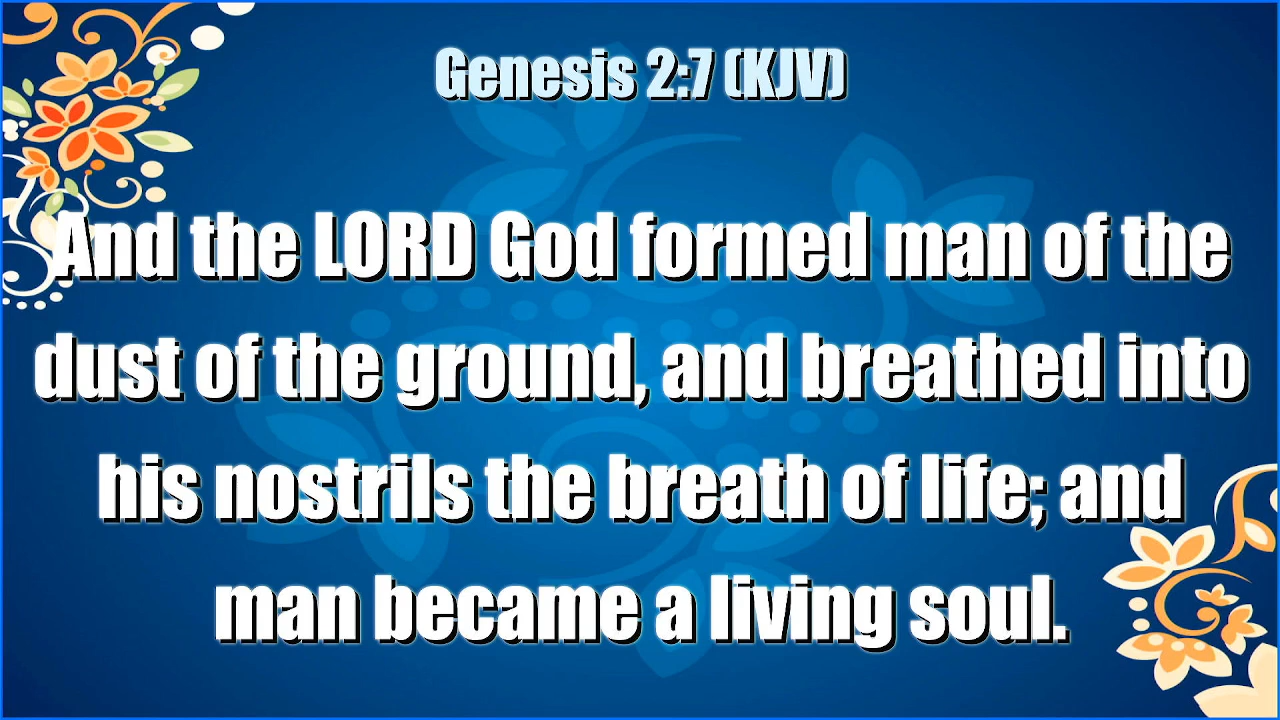 Genesis 2:7 (KJV)
And the LORD God formed man of the
dust of the ground, and breathed into
his nostrils the breath of life; and
man became a living soul.